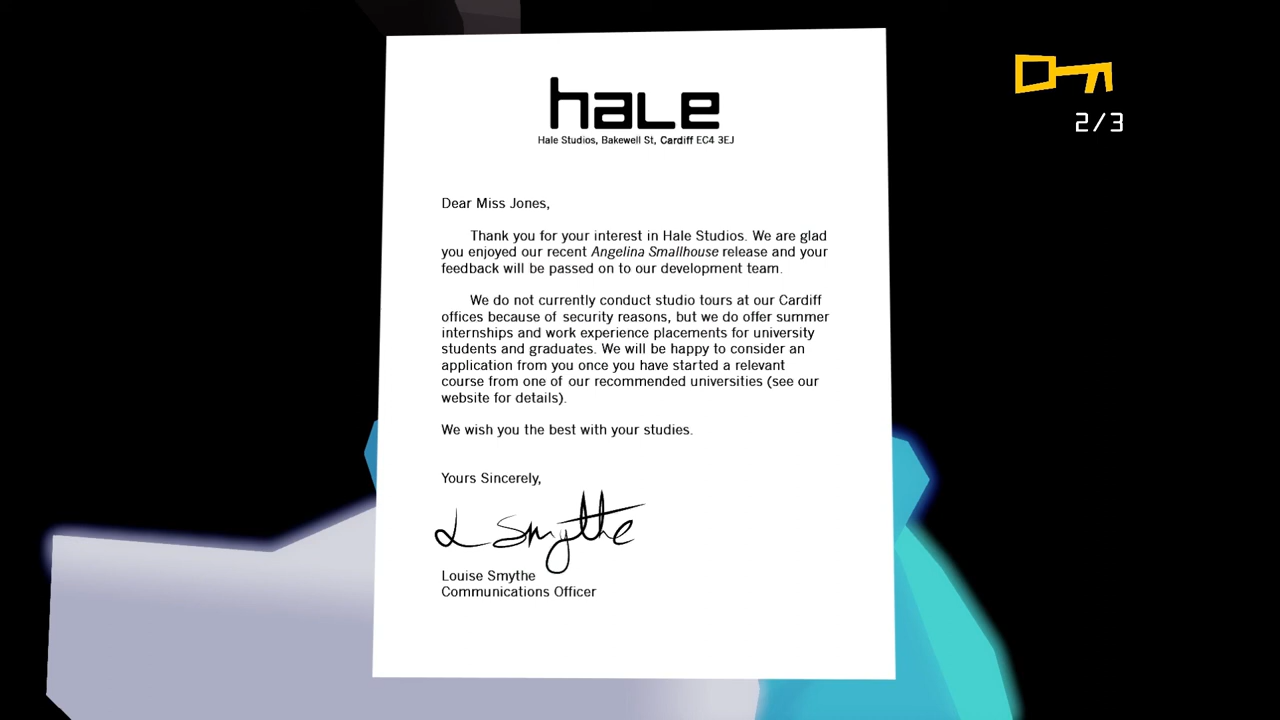 hale
Hale Studios, Bakewell St, Cardiff EC4 3EJ
2/3
Dear Miss Jones,
Thank you for your interest in Hale Studios. We are glad
you enjoyed our recent Angelina Smallhouse release and your
feedback will be passed on to our development team.
We do not currently conduct studio tours at our Cardiff
offices because of security reasons, but we do offer summer
internships and work experience placements for university
students and graduates. We will be happy to consider an
application from you once you have started a relevant
course from one of our recommended universities (see our
website for details).
We wish you the best with your studies.
Yours Sincerely,
L Smythe
Louise Smythe
Communications Officer